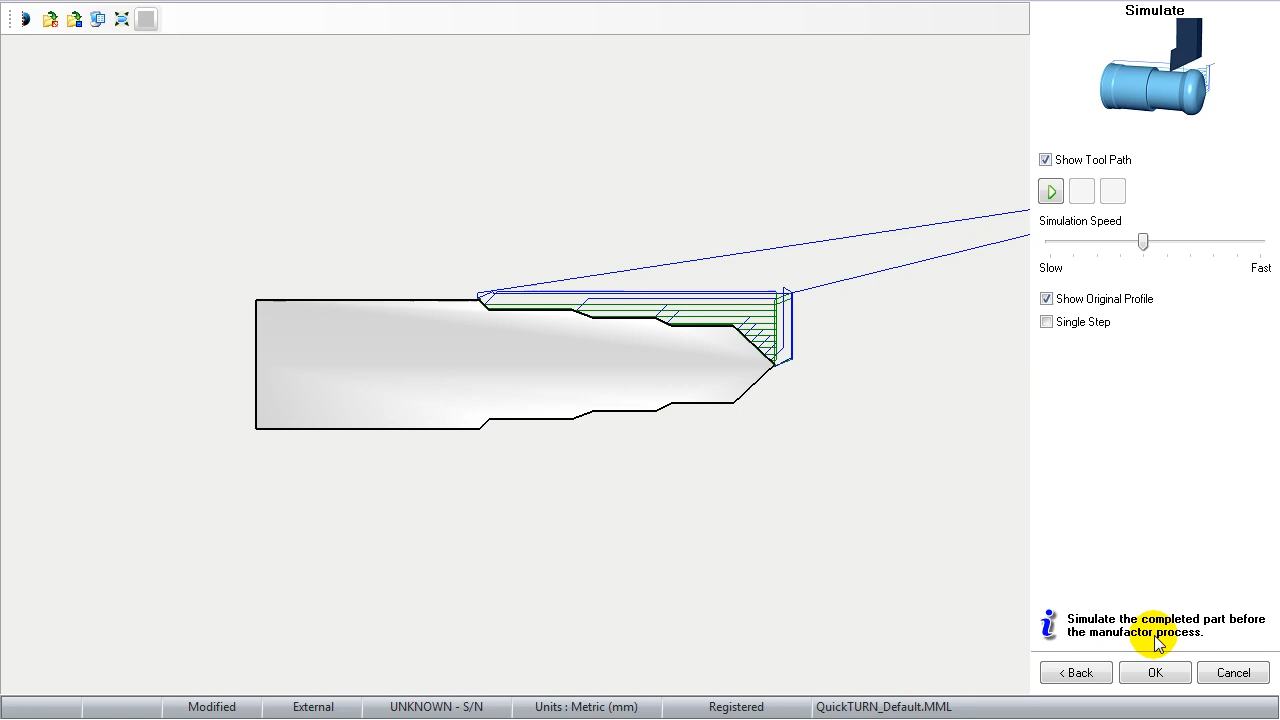 Simulate
Show Tool Path
Simulation Speed
Slow Fast
Show Original Profile
Single Step
Simulate the completed part before
the manufactor process.
< Back OK Cancel
Modified External UNKNOWN - S/N Units : Metric (mm) Registered QuickTURN_Default.MML